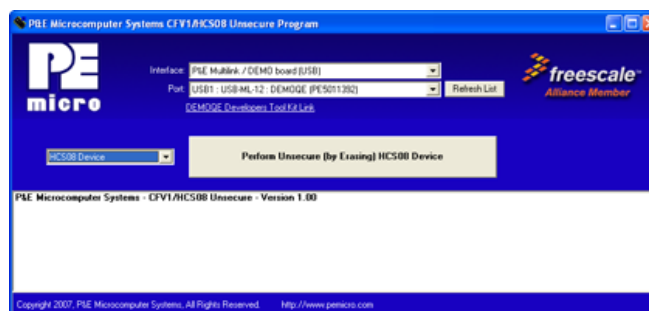 P&E Microcomputer Systems CFV1/HCS08 Unsecure Program
PE
micro
Interface: P&E Multilink / DEMO board (USB)
Port: USB1 : USB-ML-12 : DEMOQE (PE5011392)
Refresh List
DEMOQE Developers Tool Kit Link
freescale
Alliance Member
HCS08 Device
Perform Unsecure (by Erasing) HCS08 Device
P&E Microcomputer Systems - CFV1/HCS08 Unsecure - Version 1.00
Copyright 2007, P&E Microcomputer Systems, All Rights Reserved. http://www.pemicro.com